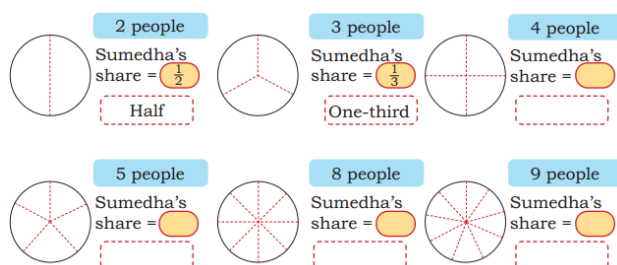 2 people
Sumedha's
share = 1/2
Half
3 people
Sumedha's
share = 1/3
One-third
4 people
Sumedha's
share =
5 people
Sumedha's
share =
8 people
Sumedha's
share =
9 people
Sumedha's
share =